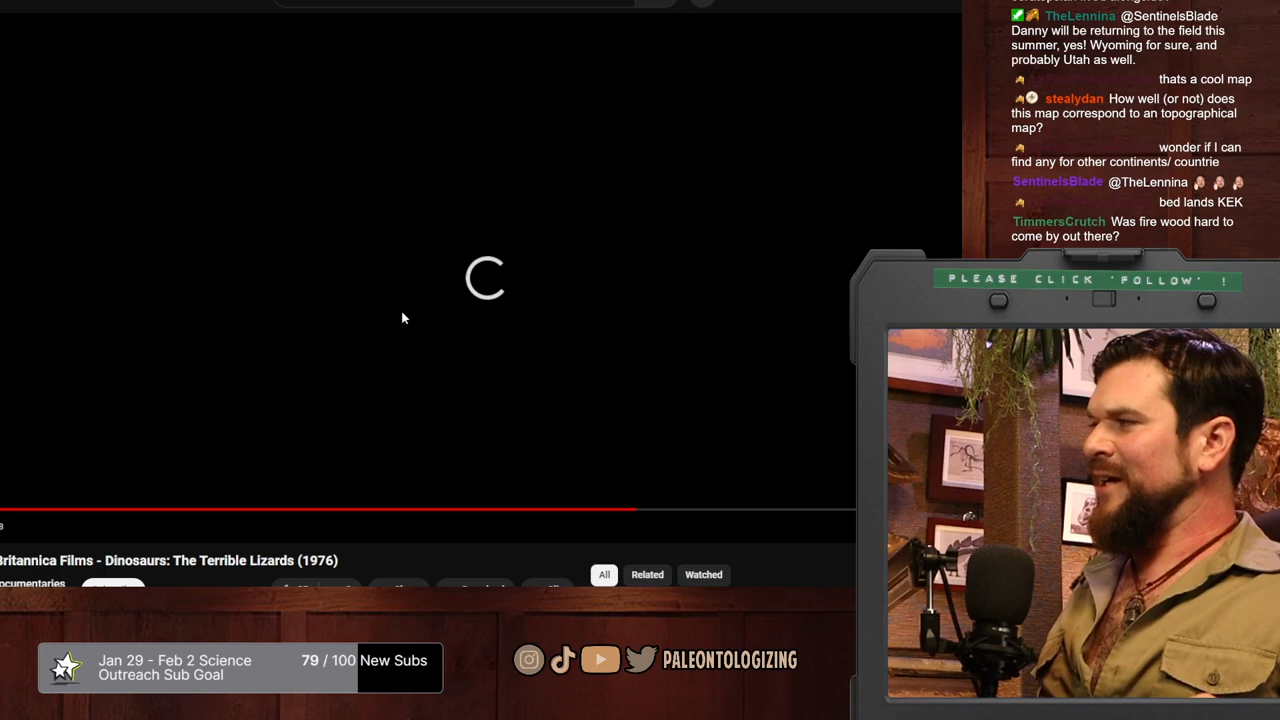 TheLennina @SentinelsBlade
Danny will be returning to the field this
summer, yes! Wyoming for sure, and
probably Utah as well.
thats a cool map
stealydan How well (or not) does
this map correspond to an topographical
map?
wonder if I can
find any for other continents/ countrie
SentinelsBlade @TheLennina
bed lands KEK
TimmersCrutch Was fire wood hard to
come by out there?
PLEASE CLICK "FOLLOW" !
Britannica Films - Dinosaurs: The Terrible Lizards (1976)
All Related Watched
Jan 29 - Feb 2 Science
Outreach Sub Goal
79 / 100 New Subs
PALEONTOLOGIZING